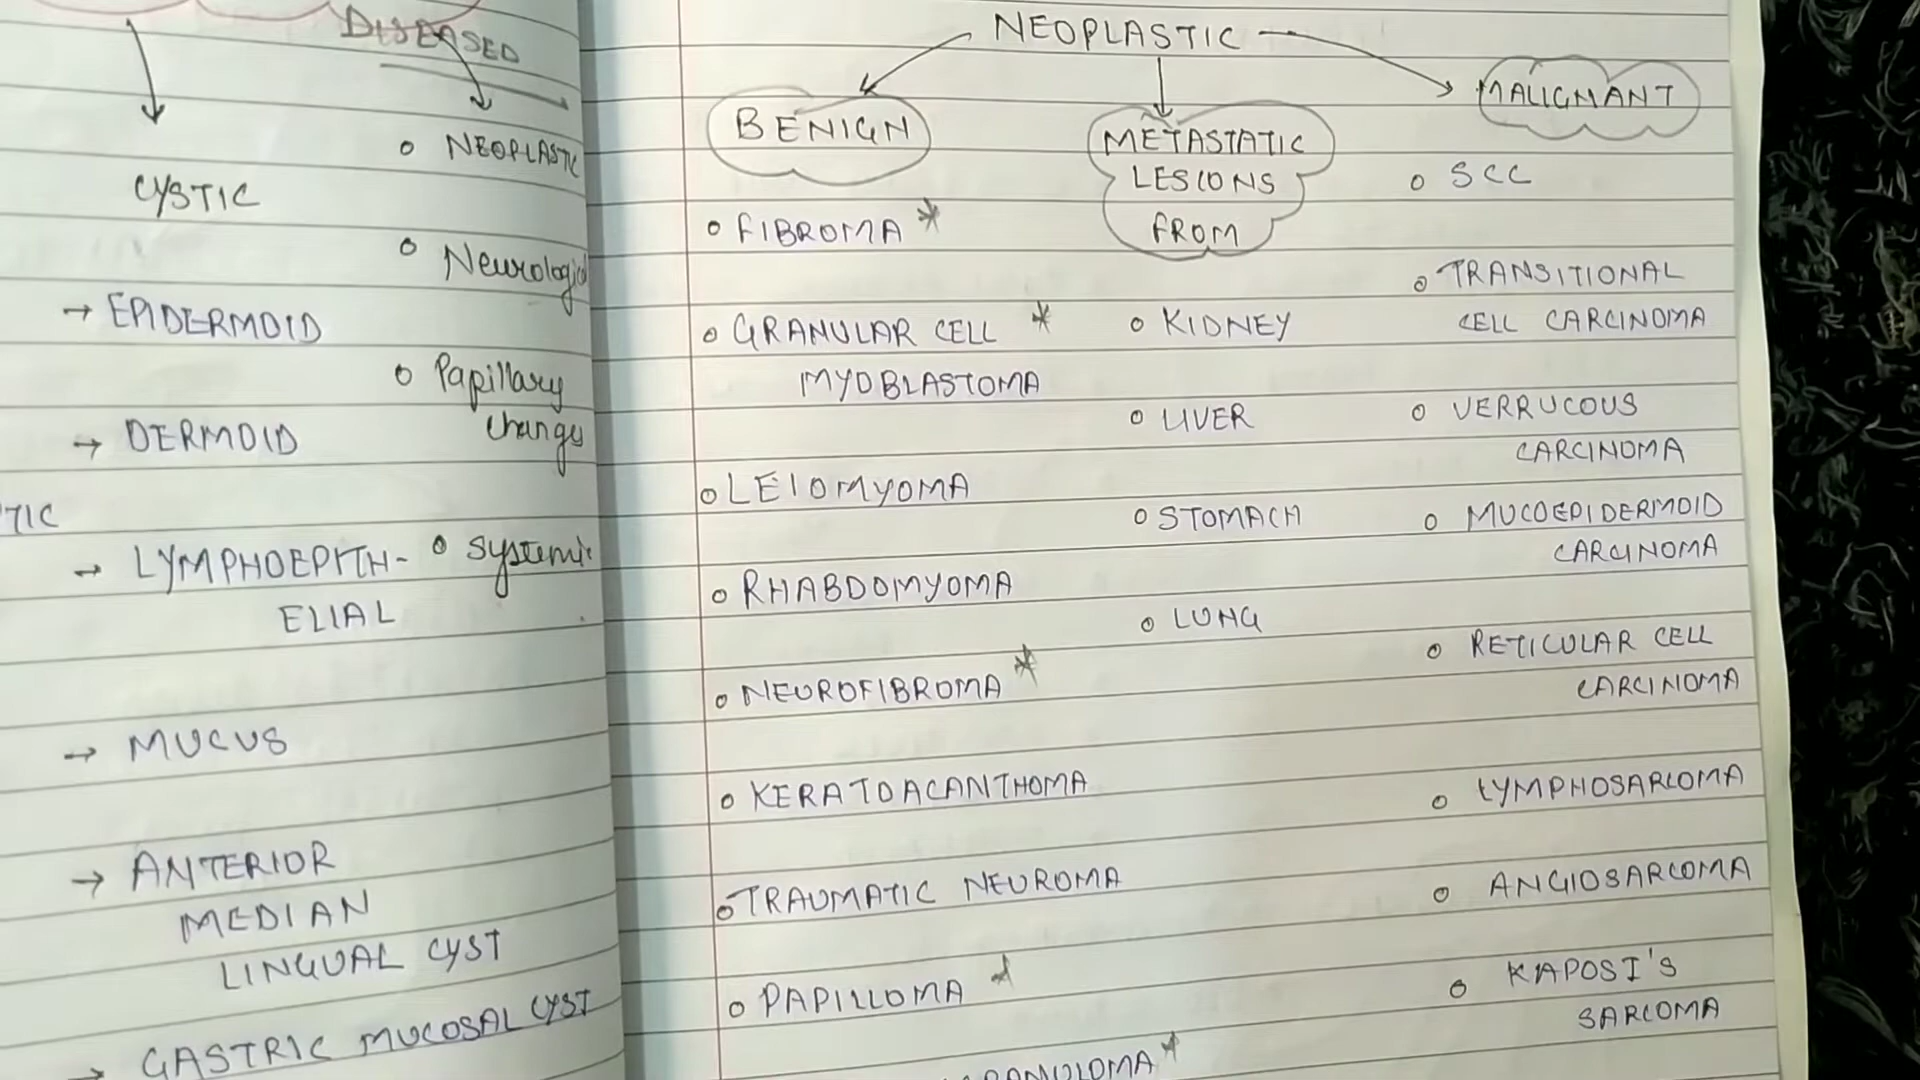 DISEASED
CYSTIC
→ EPIDERMOID
→ DERMOID
TIC
→ LYMPHOEPITH-
ELIAL
→ MUCUS
→ ANTERIOR
MEDIAN
LINGUAL CYST
→ GASTRIC MUCOSAL CYST
o NEOPLASTIC
o Neurologic
o Papillary
changes
o Systemic
NEOPLASTIC
BENIGN
o FIBROMA *
o GRANULAR CELL *
MYOBLASTOMA
o LEIOMYOMA
o RHABDOMYOMA
o NEUROFIBROMA *
o KERATOACANTHOMA
o TRAUMATIC NEUROMA
o PAPILLOMA *
METASTATIC
LESIONS
FROM
o KIDNEY
o LIVER
o STOMACH
o LUNG
MALIGNANT
o SCC
o TRANSITIONAL
CELL CARCINOMA
o VERRUCOUS
CARCINOMA
o MUCOEPIDERMOID
CARCINOMA
o RETICULAR CELL
CARCINOMA
o LYMPHOSARCOMA
o ANGIOSARCOMA
o KAPOSI'S
SARCOMA